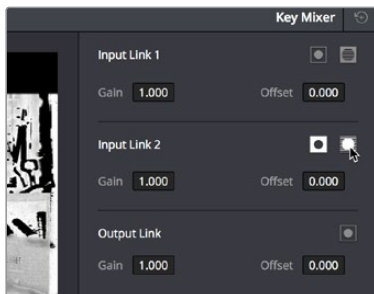 Key Mixer
Input Link 1
Gain 1.000 Offset 0.000
Input Link 2
Gain 1.000 Offset 0.000
Output Link
Gain 1.000 Offset 0.000